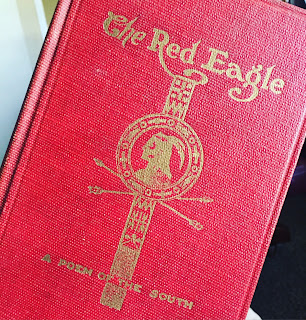 The Red Eagle
A POEM OF THE SOUTH